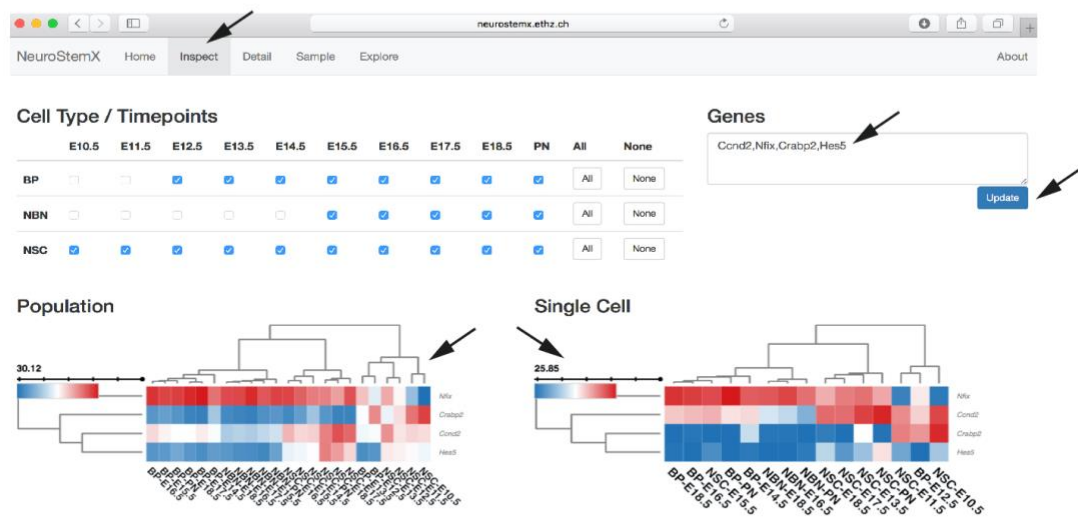 neurostemx.ethz.ch
NeuroStemX Home Inspect Detail Sample Explore About
Cell Type / Timepoints
E10.5 E11.5 E12.5 E13.5 E14.5 E15.5 E16.5 E17.5 E18.5 PN All None
BP All None
NBN All None
NSC All None
Genes
Ccnd2,Nfix,Crabp2,Hes5
Update
Population
30.12
Nfix
Crabp2
Ccnd2
Hes5
Single Cell
25.85
Nfix
Ccnd2
Crabp2
Hes5
BP-E18.5
BP-E16.5
NSC-E15.5
BP-PN
BP-E14.5
NBN-E18.5
NBN-E16.5
NBN-PN
NSC-E18.5
NSC-E17.5
NSC-E13.5
NSC-PN
NSC-E11.5
BP-E12.5
NSC-E10.5